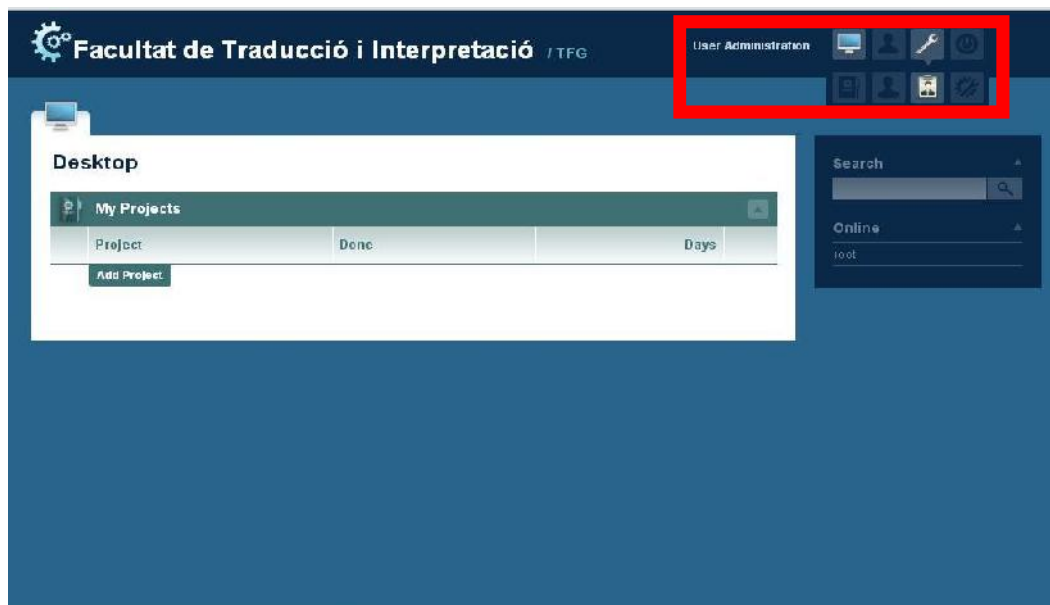 Facultat de Traducció i Interpretació / TFG
User Administration
Desktop
My Projects
Project Done Days
Add Project
Search
Online
root